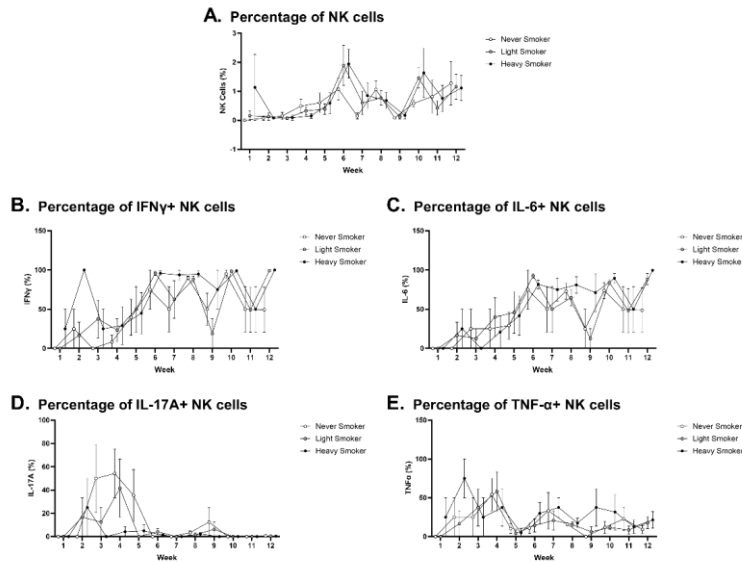 A. Percentage of NK cells
Never Smoker
Light Smoker
Heavy Smoker
NK Cells (%)
3
2
1
0
-1
1 2 3 4 5 6 7 8 9 10 11 12
Week
B. Percentage of IFNγ+ NK cells
Never Smoker
Light Smoker
Heavy Smoker
IFNγ (%)
150
100
50
0
1 2 3 4 5 6 7 8 9 10 11 12
Week
C. Percentage of IL-6+ NK cells
Never Smoker
Light Smoker
Heavy Smoker
IL-6 (%)
150
100
50
0
1 2 3 4 5 6 7 8 9 10 11 12
Week
D. Percentage of IL-17A+ NK cells
Never Smoker
Light Smoker
Heavy Smoker
IL-17A (%)
100
80
60
40
20
0
1 2 3 4 5 6 7 8 9 10 11 12
Week
E. Percentage of TNF-α+ NK cells
Never Smoker
Light Smoker
Heavy Smoker
TNFα (%)
150
100
50
0
1 2 3 4 5 6 7 8 9 10 11 12
Week